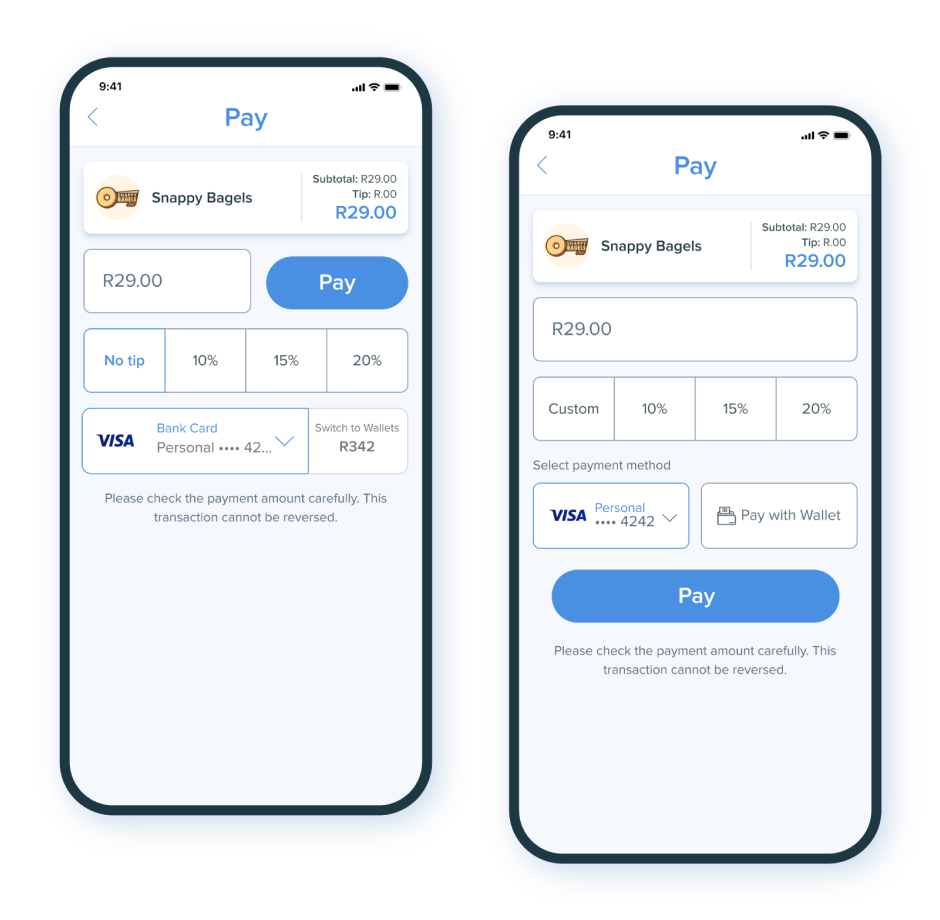 9:41
Pay
SNAPPY
BAGELS
Snappy Bagels
Subtotal: R29.00
Tip: R.00
R29.00
R29.00
Pay
No tip
10%
15%
20%
VISA
Bank Card
Personal •••• 42...
Switch to Wallets
R342
Please check the payment amount carefully. This
transaction cannot be reversed.
9:41
Pay
SNAPPY
BAGELS
Snappy Bagels
Subtotal: R29.00
Tip: R.00
R29.00
R29.00
Custom
10%
15%
20%
Select payment method
VISA
Personal
•••• 4242
Pay with Wallet
Pay
Please check the payment amount carefully. This
transaction cannot be reversed.